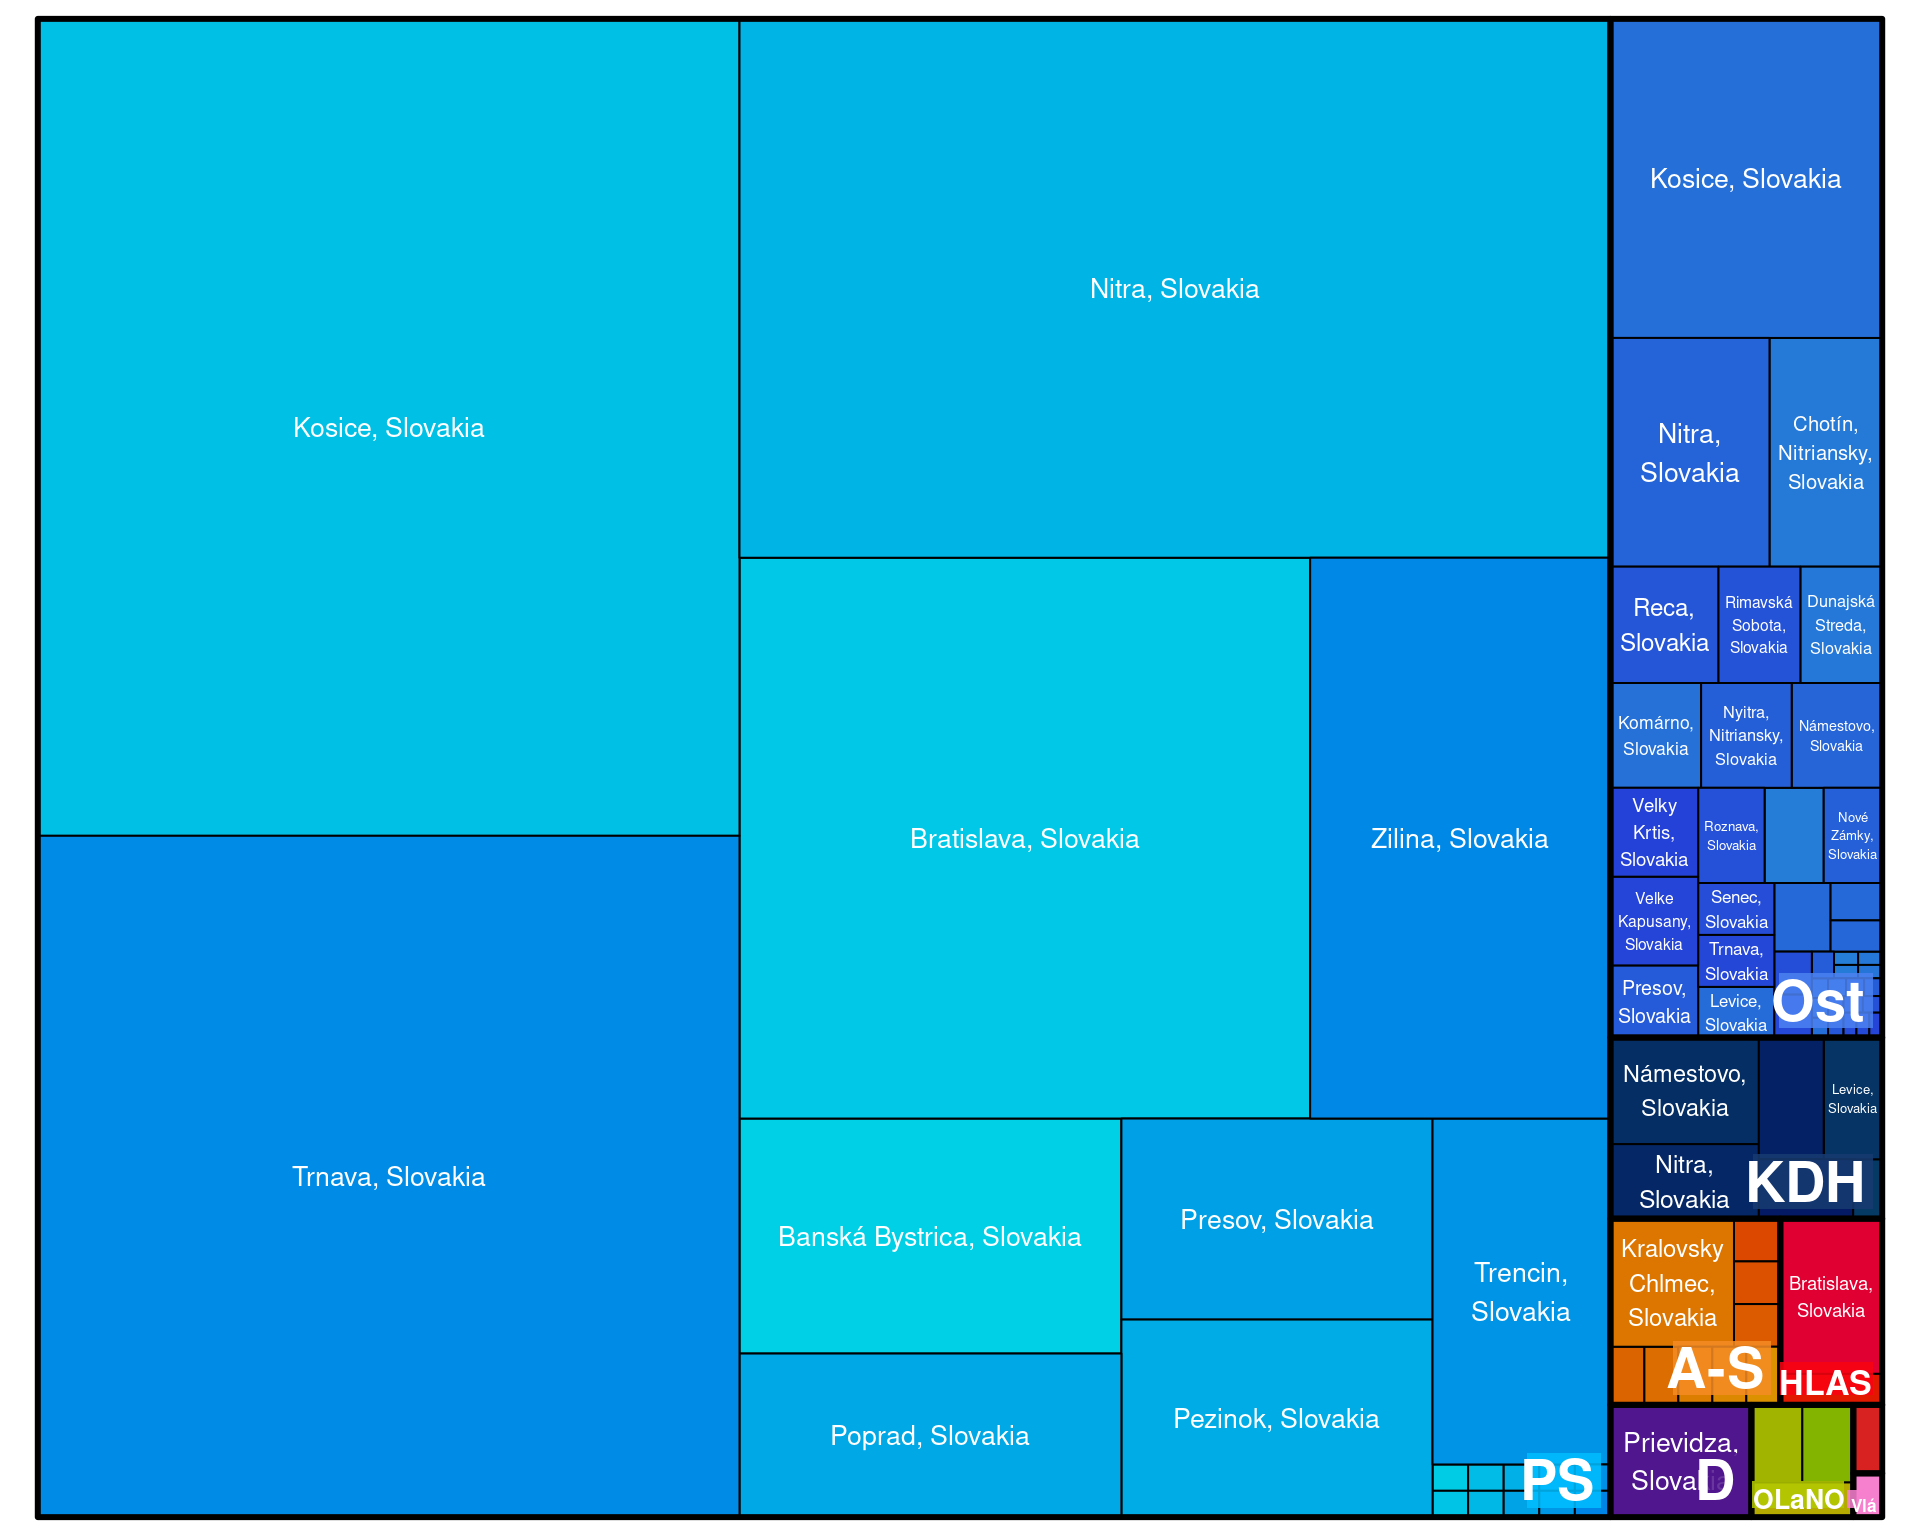 Kosice, Slovakia
Trnava, Slovakia
Nitra, Slovakia
Bratislava, Slovakia
Zilina, Slovakia
Banská Bystrica, Slovakia
Poprad, Slovakia
Presov, Slovakia
Pezinok, Slovakia
Trencin,
Slovakia
PS
Kosice, Slovakia
Nitra,
Slovakia
Chotín,
Nitriansky,
Slovakia
Reca,
Slovakia
Rimavská
Sobota,
Slovakia
Dunajská
Streda,
Slovakia
Komárno,
Slovakia
Nyitra,
Nitriansky,
Slovakia
Námestovo,
Slovakia
Velky
Krtis,
Slovakia
Roznava,
Slovakia
Nové
Zámky,
Slovakia
Velke
Kapusany,
Slovakia
Senec,
Slovakia
Trnava,
Slovakia
Presov,
Slovakia
Levice,
Slovakia
Ost
Námestovo,
Slovakia
Levice,
Slovakia
Nitra,
Slovakia
KDH
Kralovsky
Chlmec,
Slovakia
A-S
Bratislava,
Slovakia
HLAS
Prievidza,
Slovakia
D
OLaNO
Vlá